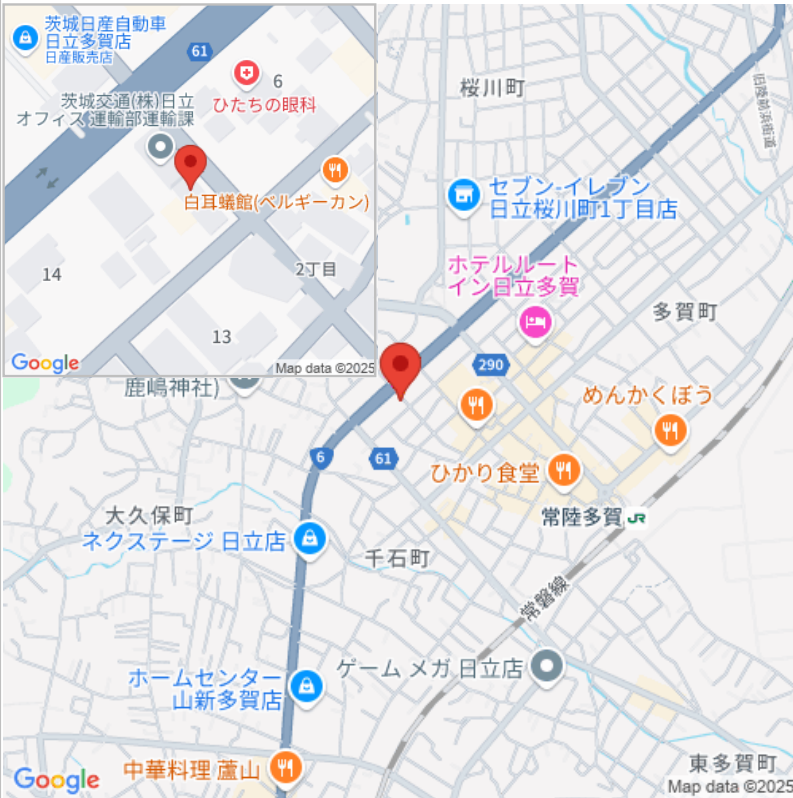 茨城日産自動車
日立多賀店
日産販売店
61
6
ひたちの眼科
茨城交通(株)日立
オフィス 運輸部運輸課
白耳蟻館(ベルギーカン)
14
2丁目
13
Google
Map data ©2025
桜川町
旧陸前浜街道
セブン-イレブン
日立桜川町1丁目店
ホテルルート
イン日立多賀
多賀町
290
鹿嶋神社)
めんかくぼう
6
61
ひかり食堂
大久保町
常陸多賀 JR
ネクステージ 日立店
千石町
常磐線
ゲーム メガ 日立店
ホームセンター
山新多賀店
中華料理 蘆山
東多賀町
Google
Map data ©2025